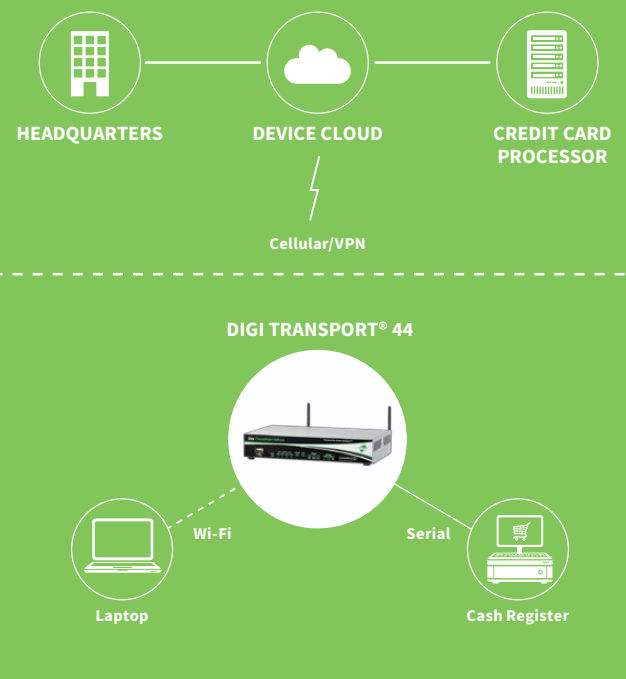 HEADQUARTERS
DEVICE CLOUD
CREDIT CARD
PROCESSOR
Cellular/VPN
DIGI TRANSPORT® 44
Wi-Fi
Serial
Laptop
Cash Register